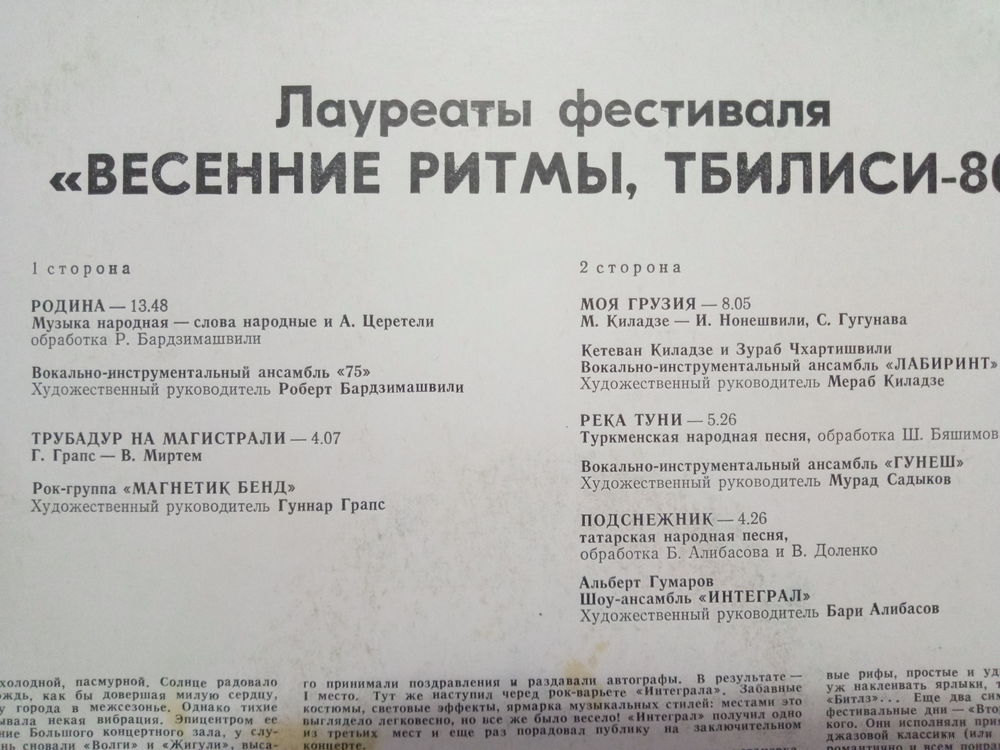 Лауреаты фестиваля
«ВЕСЕННИЕ РИТМЫ, ТБИЛИСИ-80
1 сторона
РОДИНА — 13.48
Музыка народная — слова народные и А. Церетели
обработка Р. Бардзимашвили
Вокально-инструментальный ансамбль «75»
Художественный руководитель Роберт Бардзимашвили
ТРУБАДУР НА МАГИСТРАЛИ — 4.07
Г. Грапс — В. Миртем
Рок-группа «МАГНЕТИК БЕНД»
Художественный руководитель Гуннар Грапс
2 сторона
МОЯ ГРУЗИЯ — 8.05
М. Киладзе — И. Нонешвили, С. Гугунава
Кетеван Киладзе и Зураб Чхартишвили
Вокально-инструментальный ансамбль «ЛАБИРИНТ»
Художественный руководитель Мераб Киладзе
РЕКА ТУНИ — 5.26
Туркменская народная песня, обработка Ш. Бяшимов
Вокально-инструментальный ансамбль «ГУНЕШ»
Художественный руководитель Мурад Садыков
ПОДСНЕЖНИК — 4.26
татарская народная песня,
обработка Б. Алибасова и В. Доленко
Альберт Гумаров
Шоу-ансамбль «ИНТЕГРАЛ»
Художественный руководитель Бари Алибасов
холодной, пасмурной. Солнце радовало
ождь, как бы довершая милую сердцу,
у города в межсезонье. Однако тихие
ывала некая вибрация. Эпицентром ее
ние Большого концертного зала, у слу-
нь сновали «Волги» и «Жигули», выса-
го принимали поздравления и раздавали автографы. В результате —
I место. Тут же наступил черед рок-варьете «Интеграла». Забавные
костюмы, световые эффекты, ярмарка музыкальных стилей: местами это
выглядело легковесно, но все же было весело! «Интеграл» получил одно
из третьих мест и еще раз порадовал публику на заключительном
концерте.
вые рифы, простые и уд
уж наклеивать ярлыки, т
«Битлз»... Еще два сим
фестивальные дни — «Вто
кого. Они исполняли при
джазовой классики (или